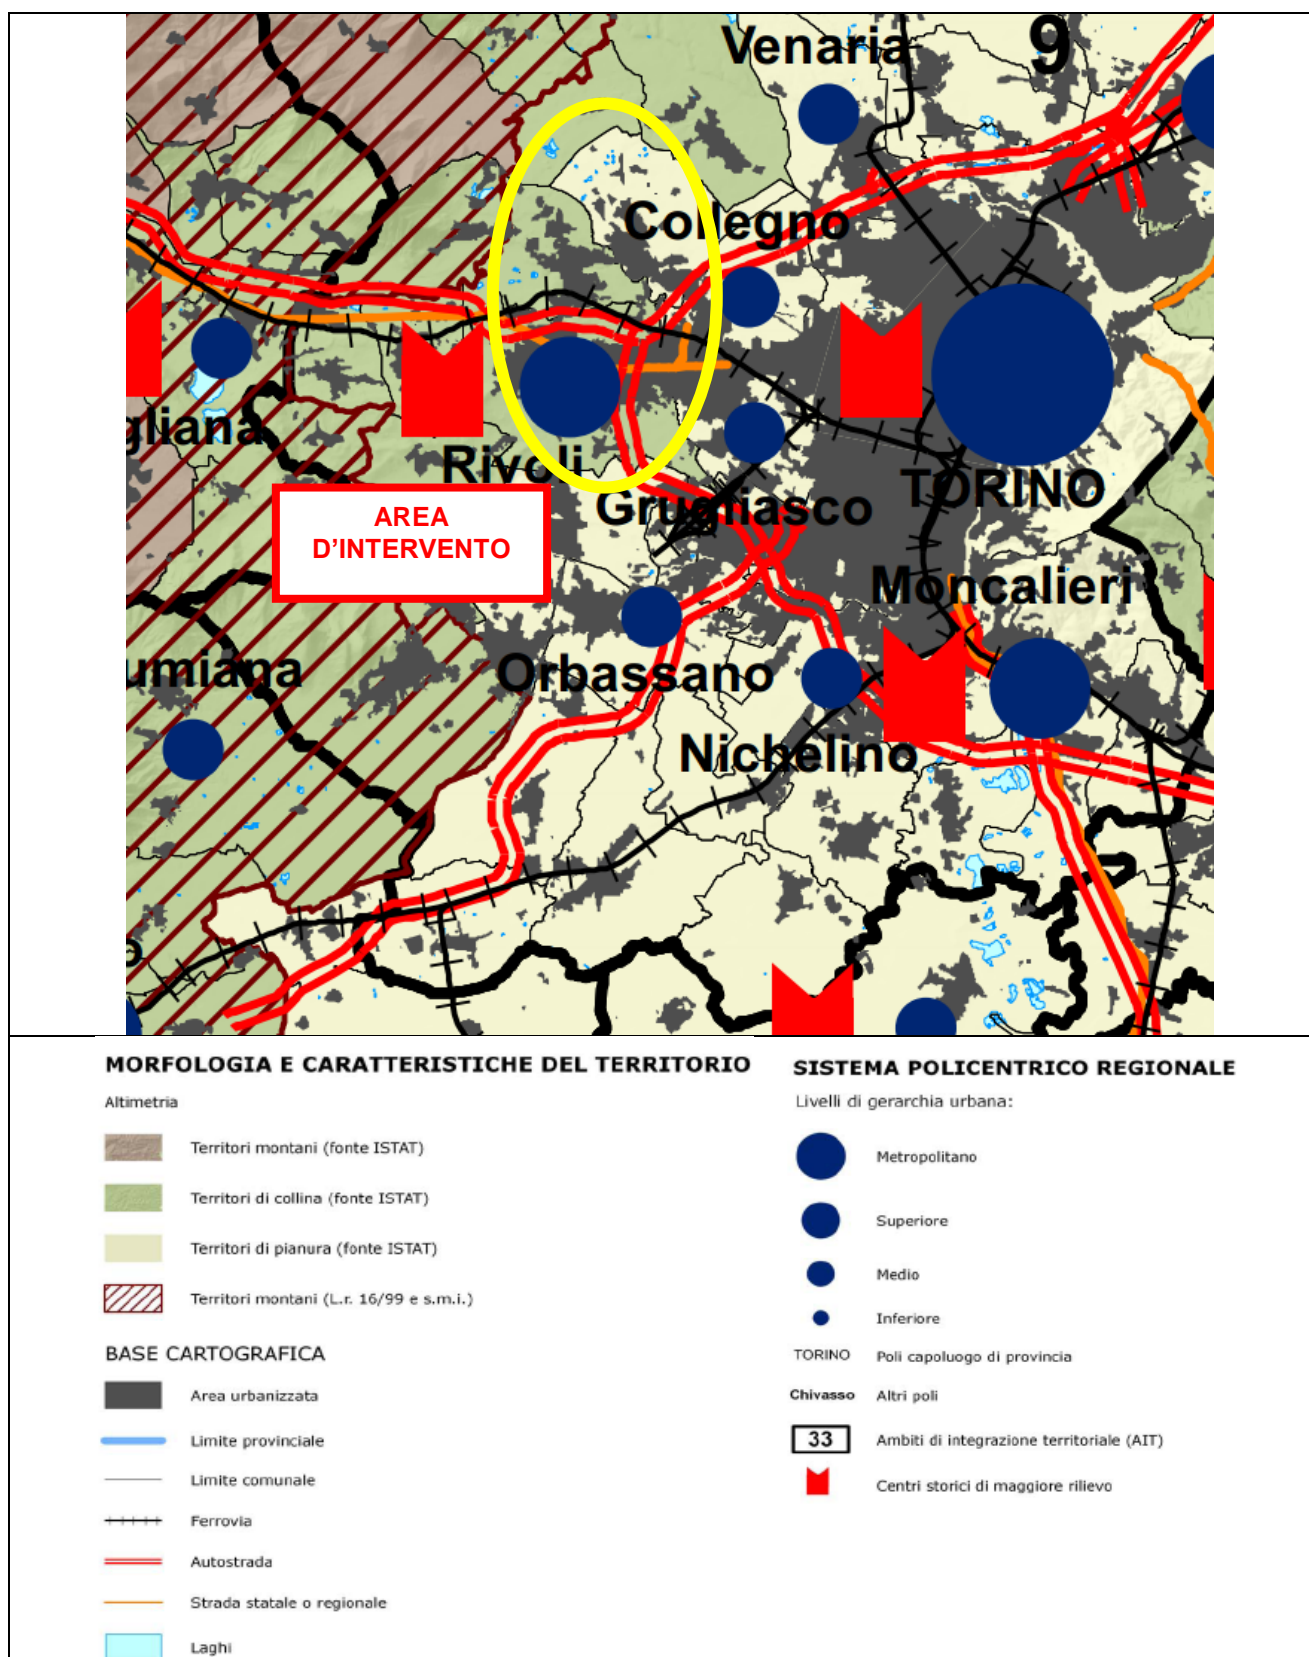 Venaria
9
Collegno
gliana
Rivoli
Grugliasco
TORINO
AREA
D'INTERVENTO
Moncalieri
umiana
Orbassano
Nichelino
MORFOLOGIA E CARATTERISTICHE DEL TERRITORIO
Altimetria
Territori montani (fonte ISTAT)
Territori di collina (fonte ISTAT)
Territori di pianura (fonte ISTAT)
Territori montani (L.r. 16/99 e s.m.i.)
BASE CARTOGRAFICA
Area urbanizzata
Limite provinciale
Limite comunale
Ferrovia
Autostrada
Strada statale o regionale
Laghi
SISTEMA POLICENTRICO REGIONALE
Livelli di gerarchia urbana:
Metropolitano
Superiore
Medio
Inferiore
TORINO Poli capoluogo di provincia
Chivasso Altri poli
33 Ambiti di integrazione territoriale (AIT)
Centri storici di maggiore rilievo